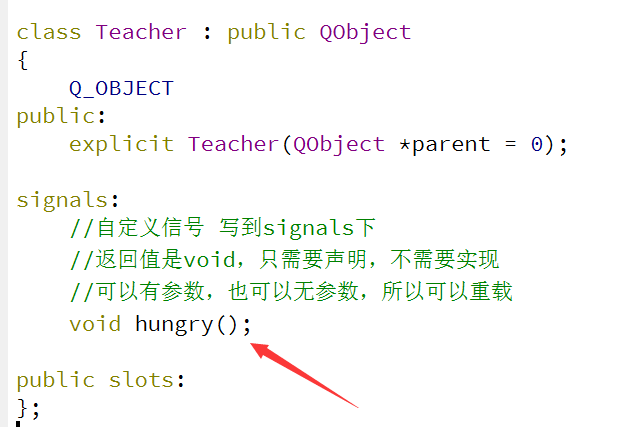 class Teacher : public QObject
{
    Q_OBJECT
public:
    explicit Teacher(QObject *parent = 0);
signals:
    //自定义信号 写到signals下
    //返回值是void，只需要声明，不需要实现
    //可以有参数，也可以无参数，所以可以重载
    void hungry();
public slots:
};